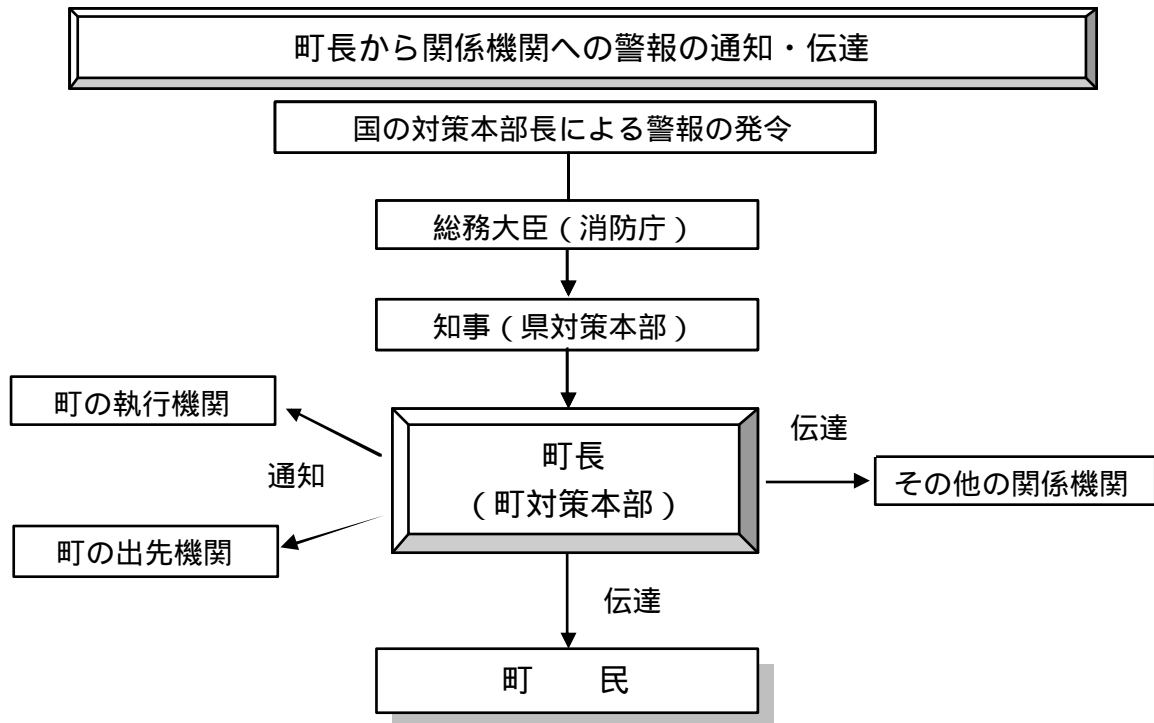 町長から関係機関への警報の通知・伝達
国の対策本部長による警報の発令
総務大臣(消防庁)
知事(県対策本部)
町の執行機関
通知
町の出先機関
町長
(町対策本部)
伝達
その他の関係機関
伝達
町　　民